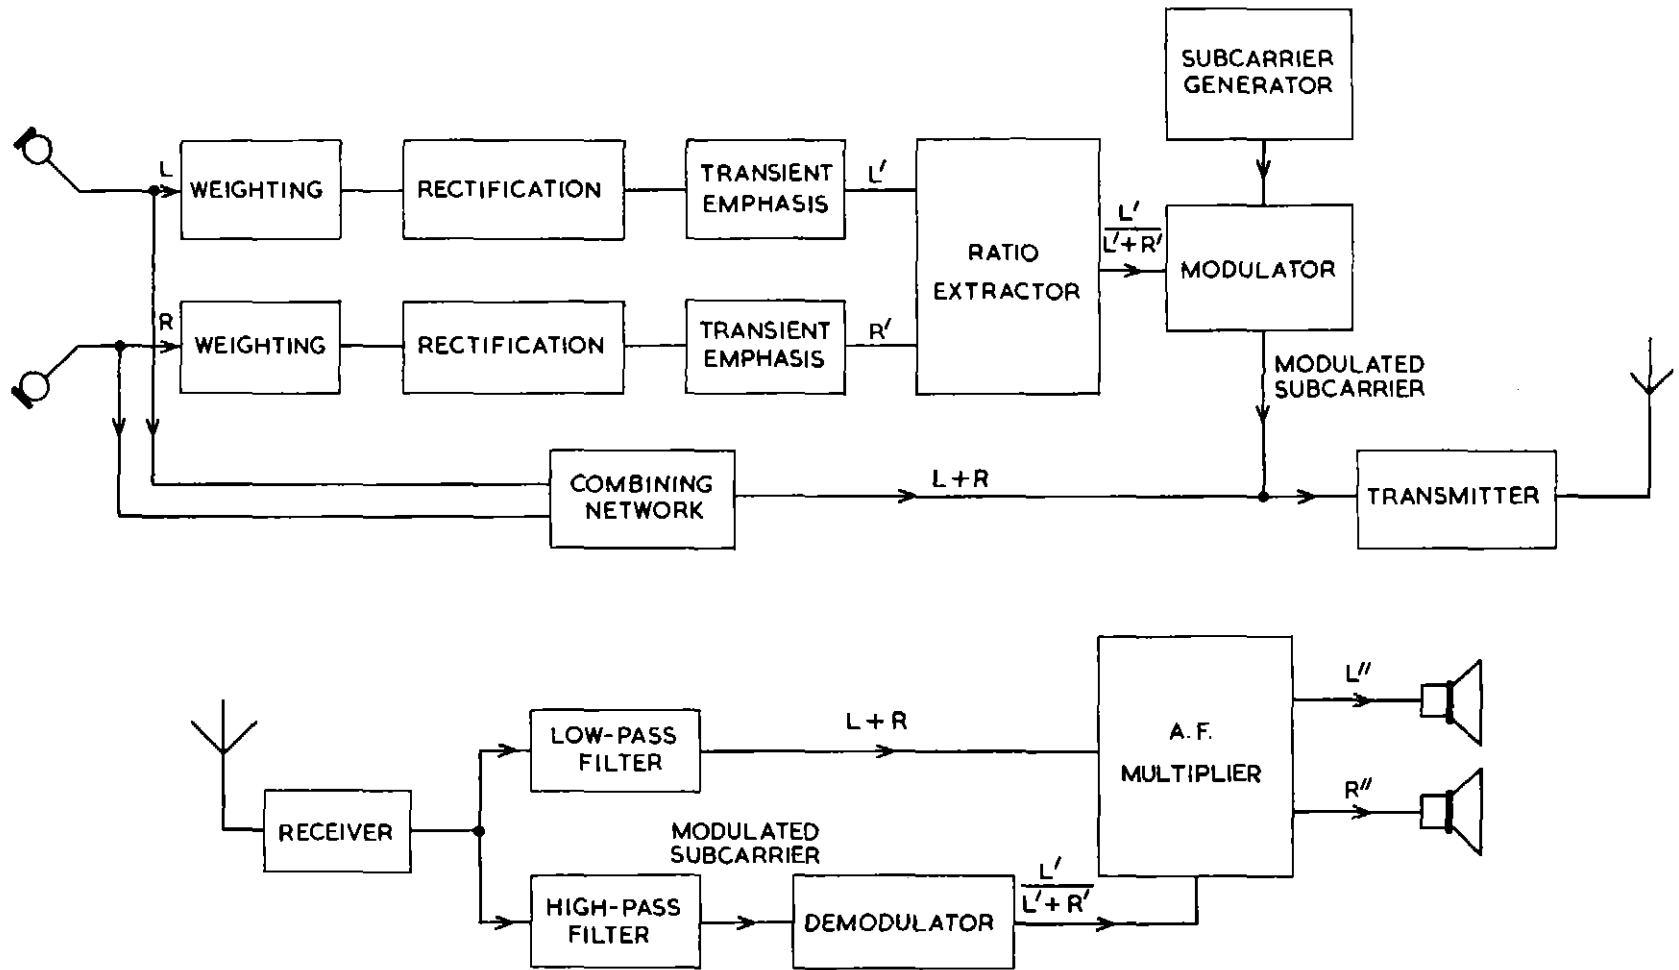 SUBCARRIER
GENERATOR
L
WEIGHTING
RECTIFICATION
TRANSIENT
EMPHASIS
L′
R
WEIGHTING
RECTIFICATION
TRANSIENT
EMPHASIS
R′
RATIO
EXTRACTOR
L′
L′+R′
MODULATOR
MODULATED
SUBCARRIER
COMBINING
NETWORK
L+R
TRANSMITTER
RECEIVER
LOW-PASS
FILTER
L+R
HIGH-PASS
FILTER
MODULATED
SUBCARRIER
DEMODULATOR
L′
L′+R′
A.F.
MULTIPLIER
L″
R″